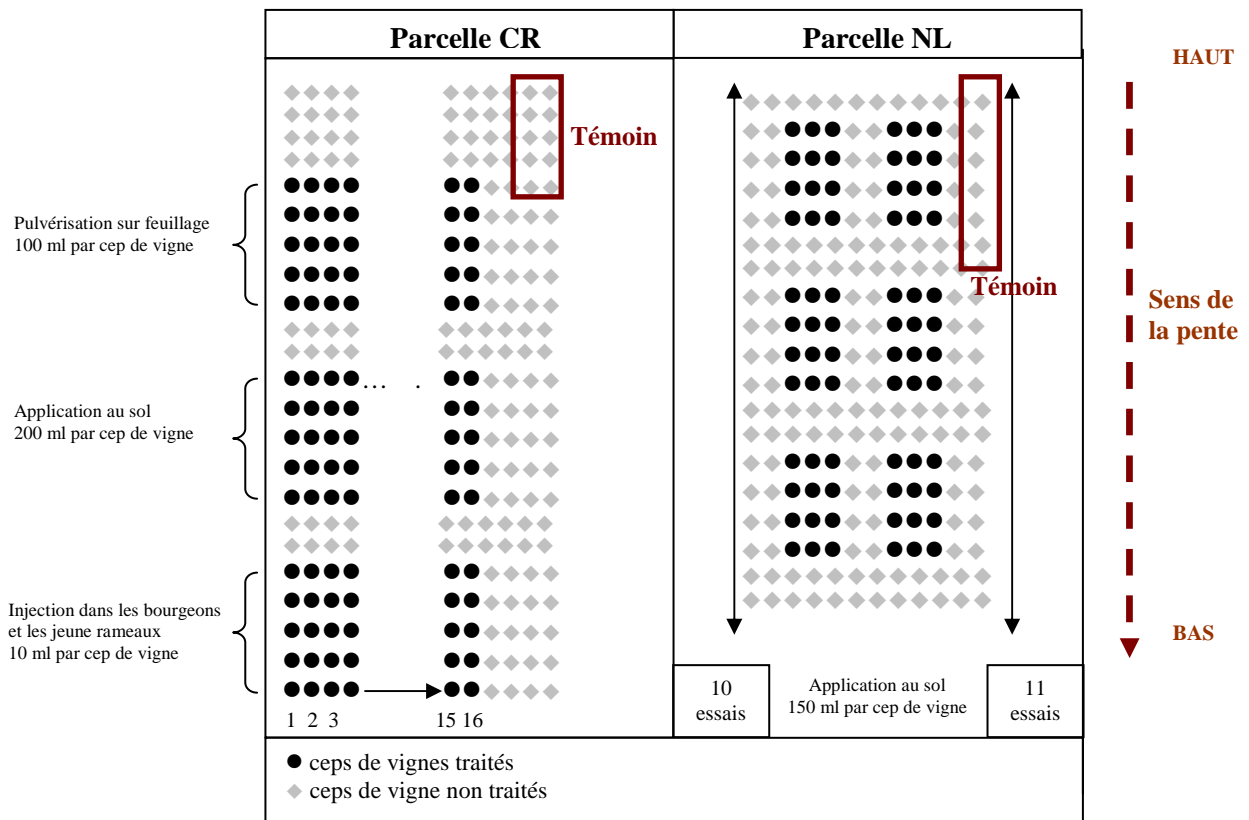 Parcelle CR
Parcelle NL
HAUT
Témoin
Pulvérisation sur feuillage
100 ml par cep de vigne
Témoin
Sens de
la pente
... .
Application au sol
200 ml par cep de vigne
Injection dans les bourgeons
et les jeune rameaux
10 ml par cep de vigne
BAS
10
essais
Application au sol
150 ml par cep de vigne
11
essais
1 2 3 15 16
ceps de vignes traités
ceps de vigne non traités